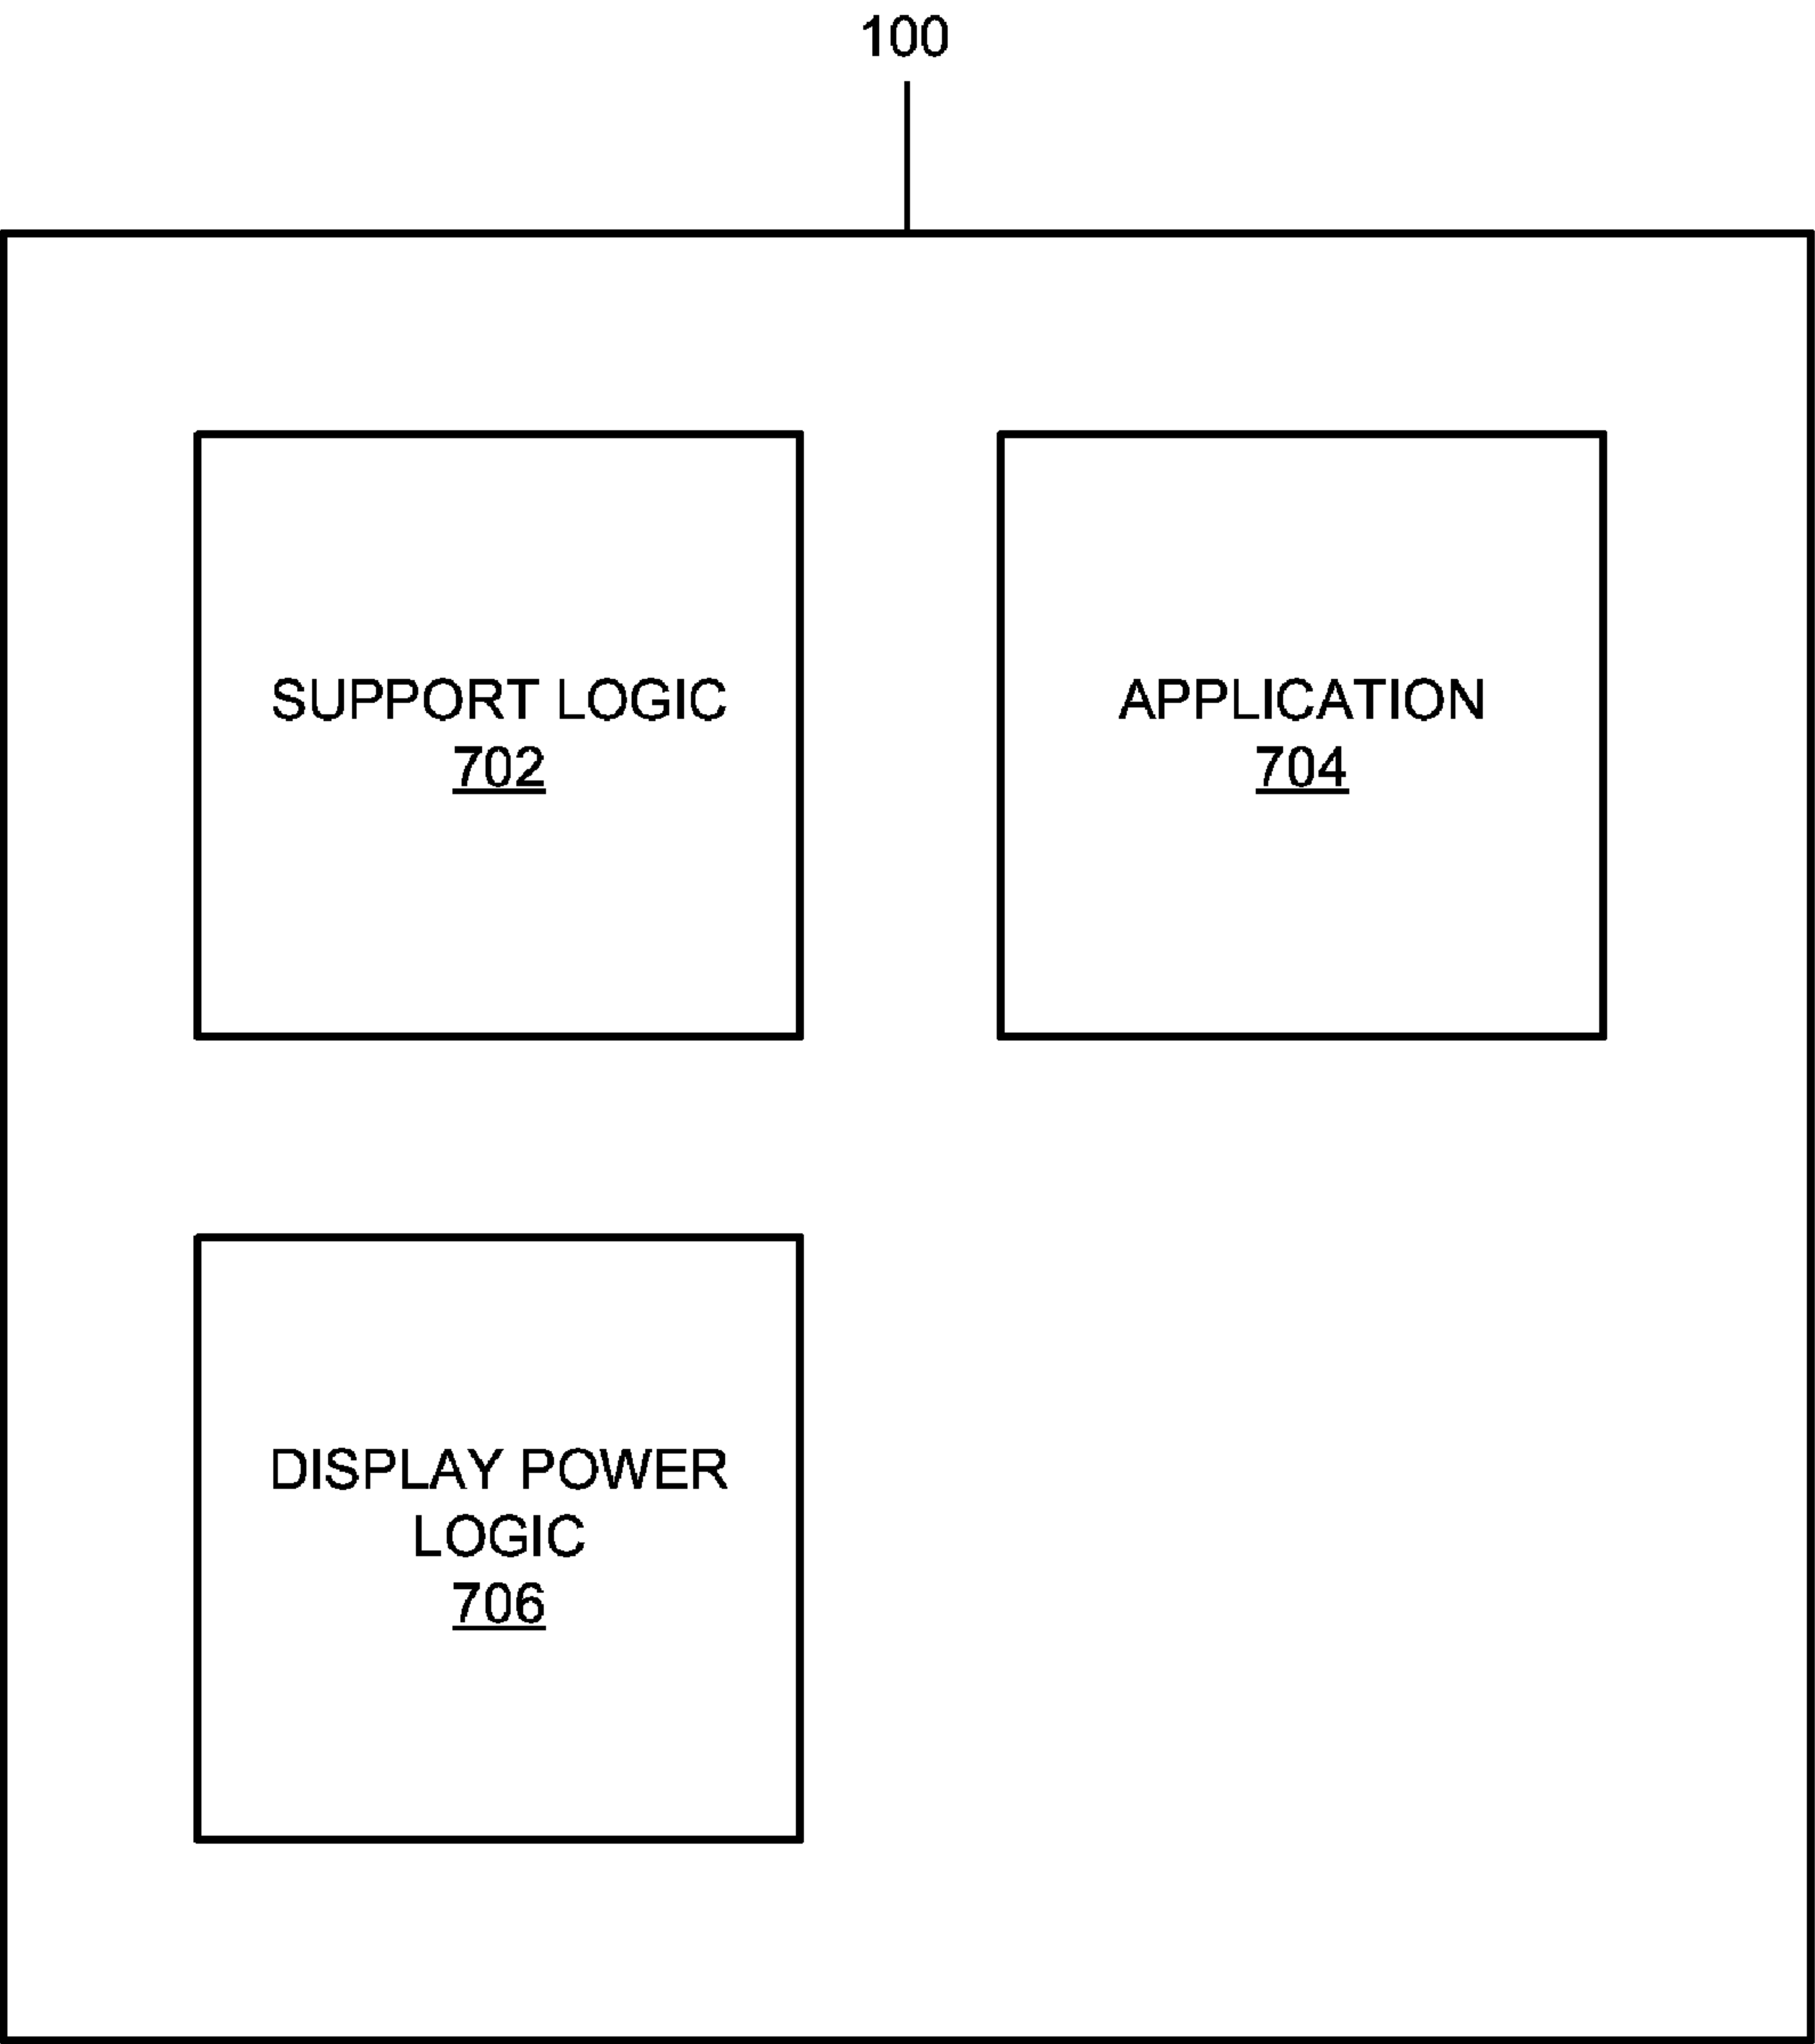 100
SUPPORT LOGIC
702
APPLICATION
704
DISPLAY POWER
LOGIC
706